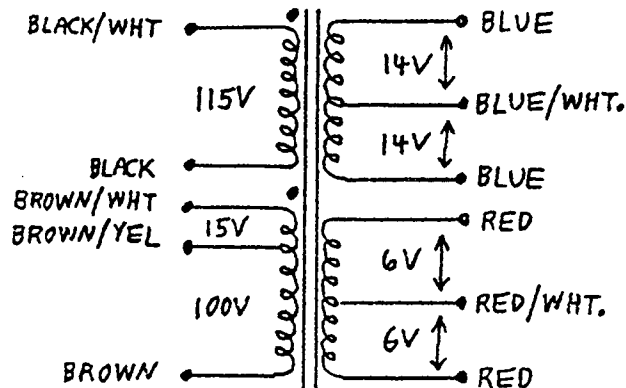 BLACK/WHT
115V
BLACK
BROWN/WHT
15V
BROWN/YEL
100V
BROWN
BLUE
14V
BLUE/WHT.
14V
BLUE
RED
6V
RED/WHT.
6V
RED